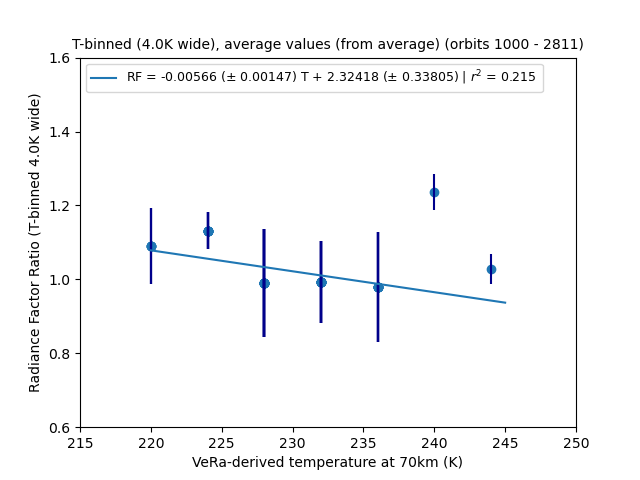 T-binned (4.0K wide), average values (from average) (orbits 1000 - 2811)
RF = -0.00566 (± 0.00147) T + 2.32418 (± 0.33805) | r² = 0.215
Radiance Factor Ratio (T-binned 4.0K wide)
1.6
1.4
1.2
1.0
0.8
0.6
215 220 225 230 235 240 245 250
VeRa-derived temperature at 70km (K)